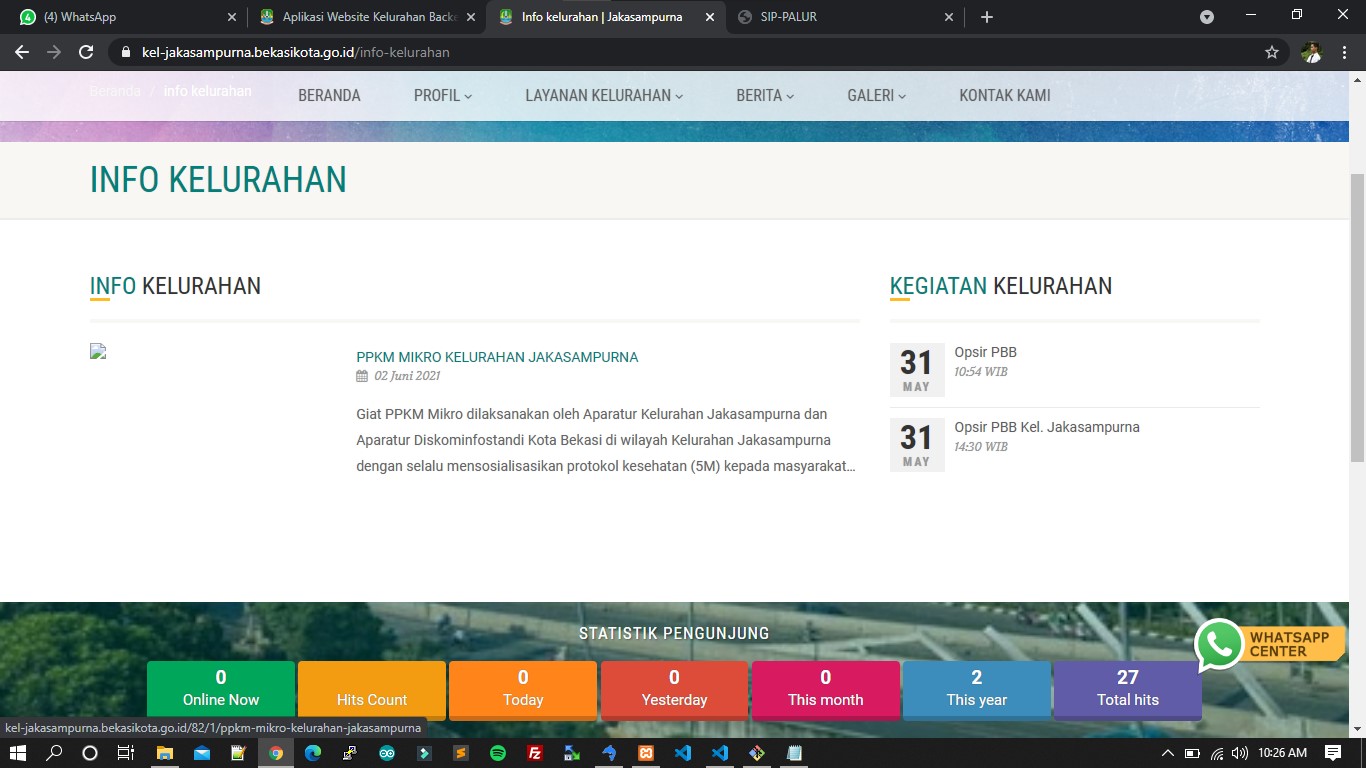 (4) WhatsApp
Aplikasi Website Kelurahan Backe
Info kelurahan | Jakasampurna
SIP-PALUR
kel-jakasampurna.bekasikota.go.id/info-kelurahan
Beranda / info kelurahan
BERANDA
PROFIL
LAYANAN KELURAHAN
BERITA
GALERI
KONTAK KAMI
INFO KELURAHAN
INFO KELURAHAN
PPKM MIKRO KELURAHAN JAKASAMPURNA
02 Juni 2021
Giat PPKM Mikro dilaksanakan oleh Aparatur Kelurahan Jakasampurna dan
Aparatur Diskominfostandi Kota Bekasi di wilayah Kelurahan Jakasampurna
dengan selalu mensosialisasikan protokol kesehatan (5M) kepada masyarakat...
KEGIATAN KELURAHAN
31
MAY
Opsir PBB
10:54 WIB
31
MAY
Opsir PBB Kel. Jakasampurna
14:30 WIB
STATISTIK PENGUNJUNG
WHATSAPP
CENTER
0
Online Now
Hits Count
0
Today
0
Yesterday
0
This month
2
This year
27
Total hits
kel-jakasampurna.bekasikota.go.id/82/1/ppkm-mikro-kelurahan-jakasampurna
10:26 AM